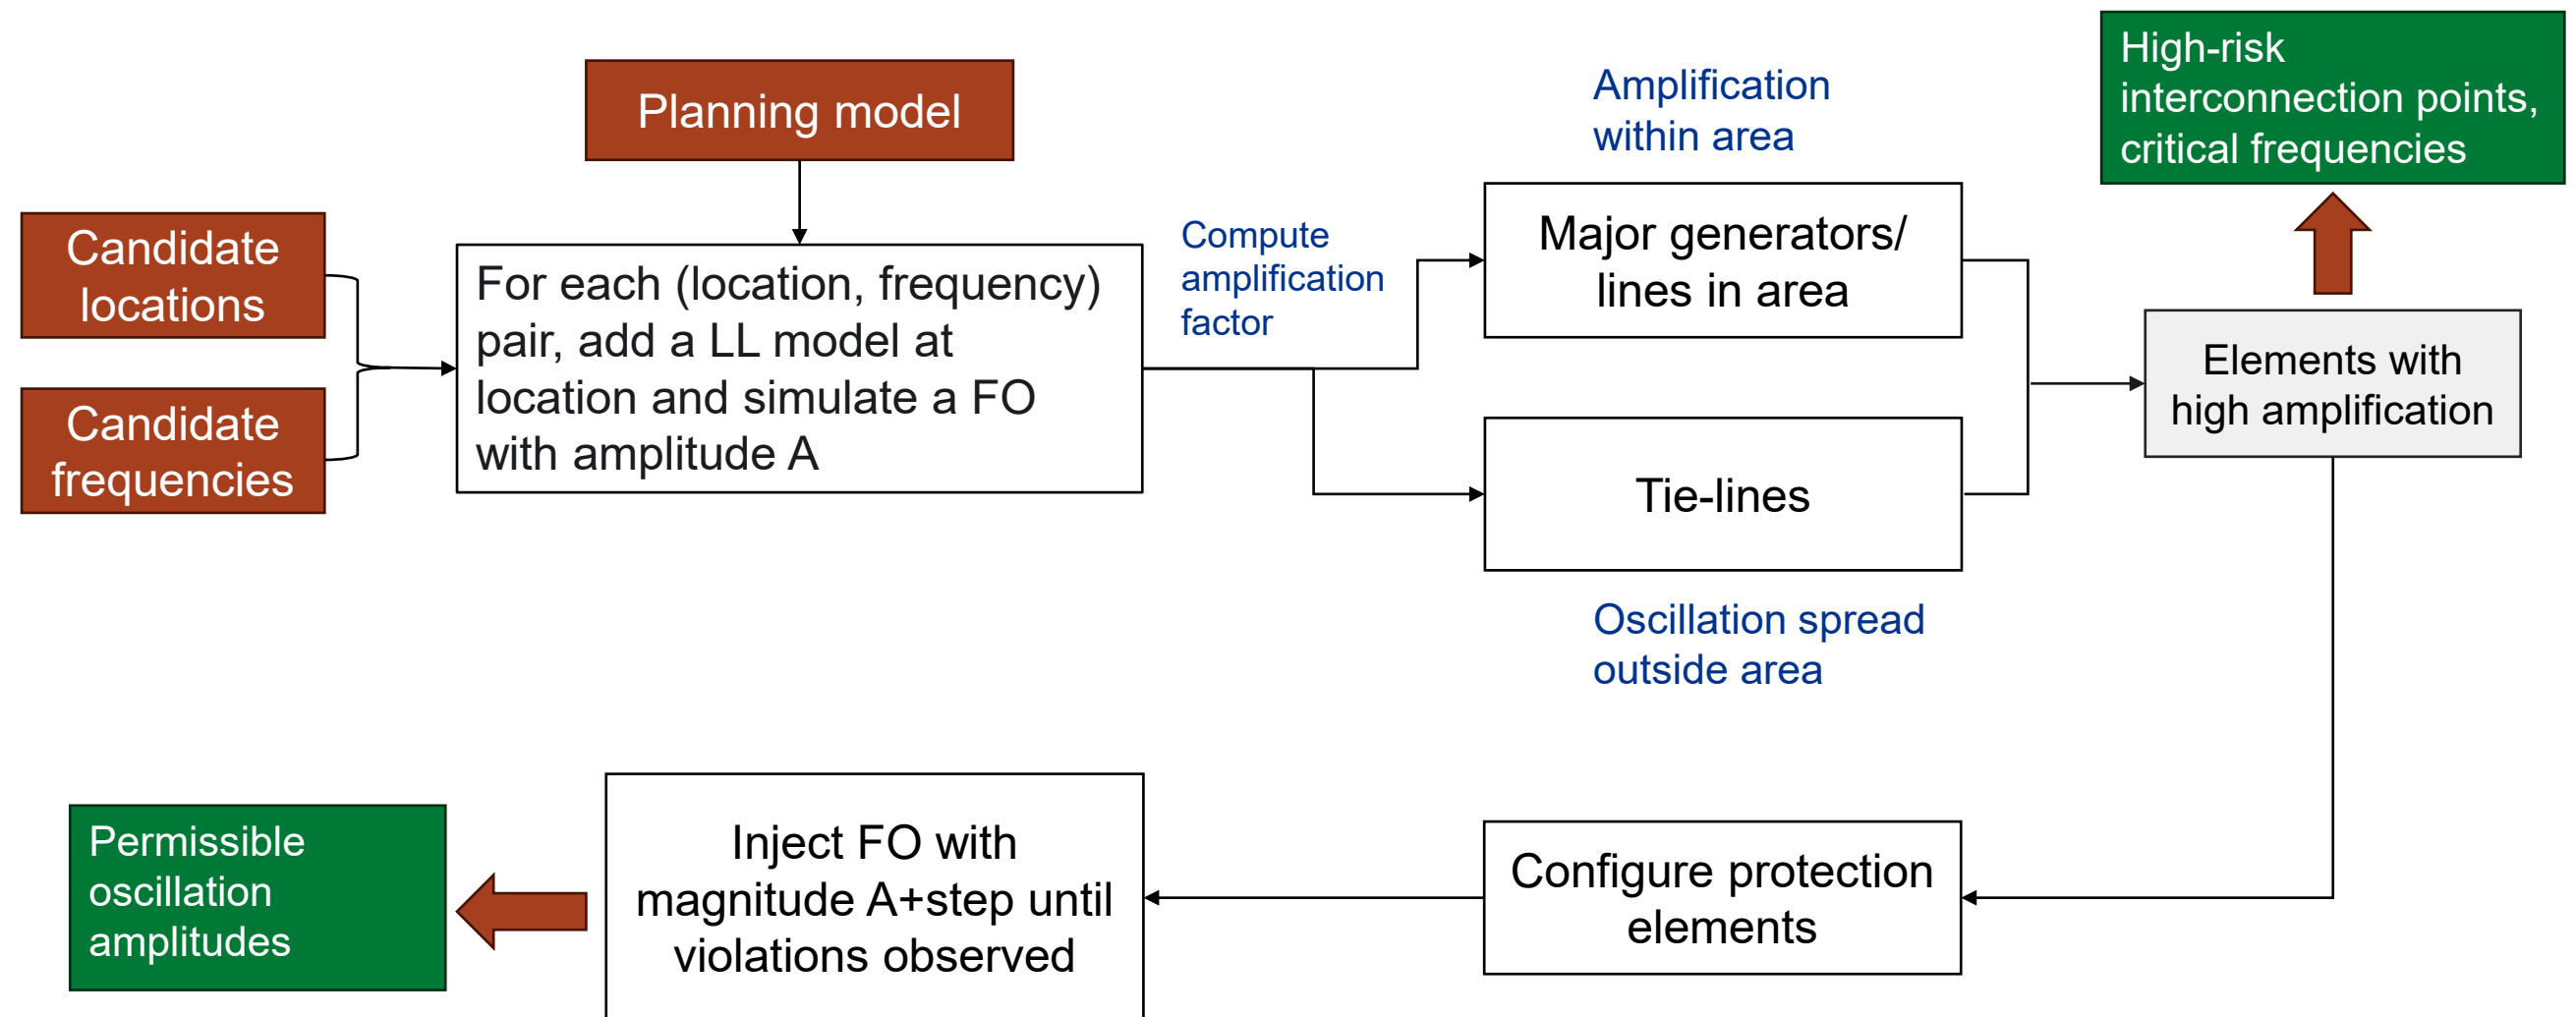 Planning model
Candidate
locations
Candidate
frequencies
For each (location, frequency)
pair, add a LL model at
location and simulate a FO
with amplitude A
Compute
amplification
factor
Amplification
within area
Major generators/
lines in area
Tie-lines
Oscillation spread
outside area
High-risk
interconnection points,
critical frequencies
Elements with
high amplification
Configure protection
elements
Inject FO with
magnitude A+step until
violations observed
Permissible
oscillation
amplitudes